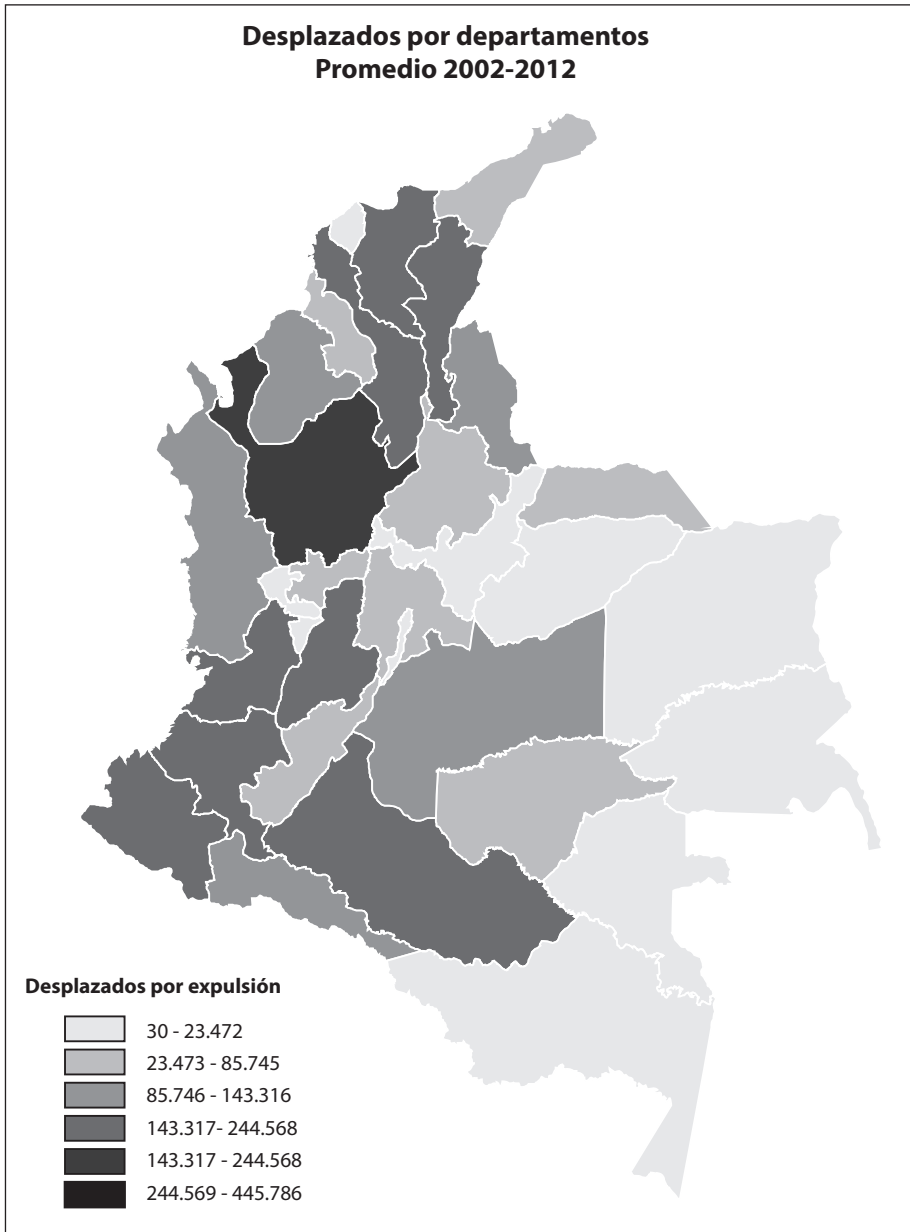 Desplazados por departamentos
Promedio 2002-2012
Desplazados por expulsión
30 - 23.472
23.473 - 85.745
85.746 - 143.316
143.317- 244.568
143.317 - 244.568
244.569 - 445.786